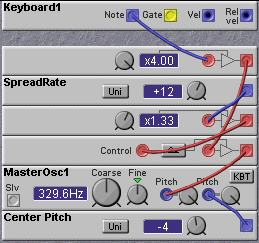 Keyboard1 Note Gate Vel Rel vel
x4.00
SpreadRate
Uni +12
x1.33
Control
MasterOsc1 Coarse Fine KBT
Slv 329.6Hz Pitch Pitch
Center Pitch
Uni -4